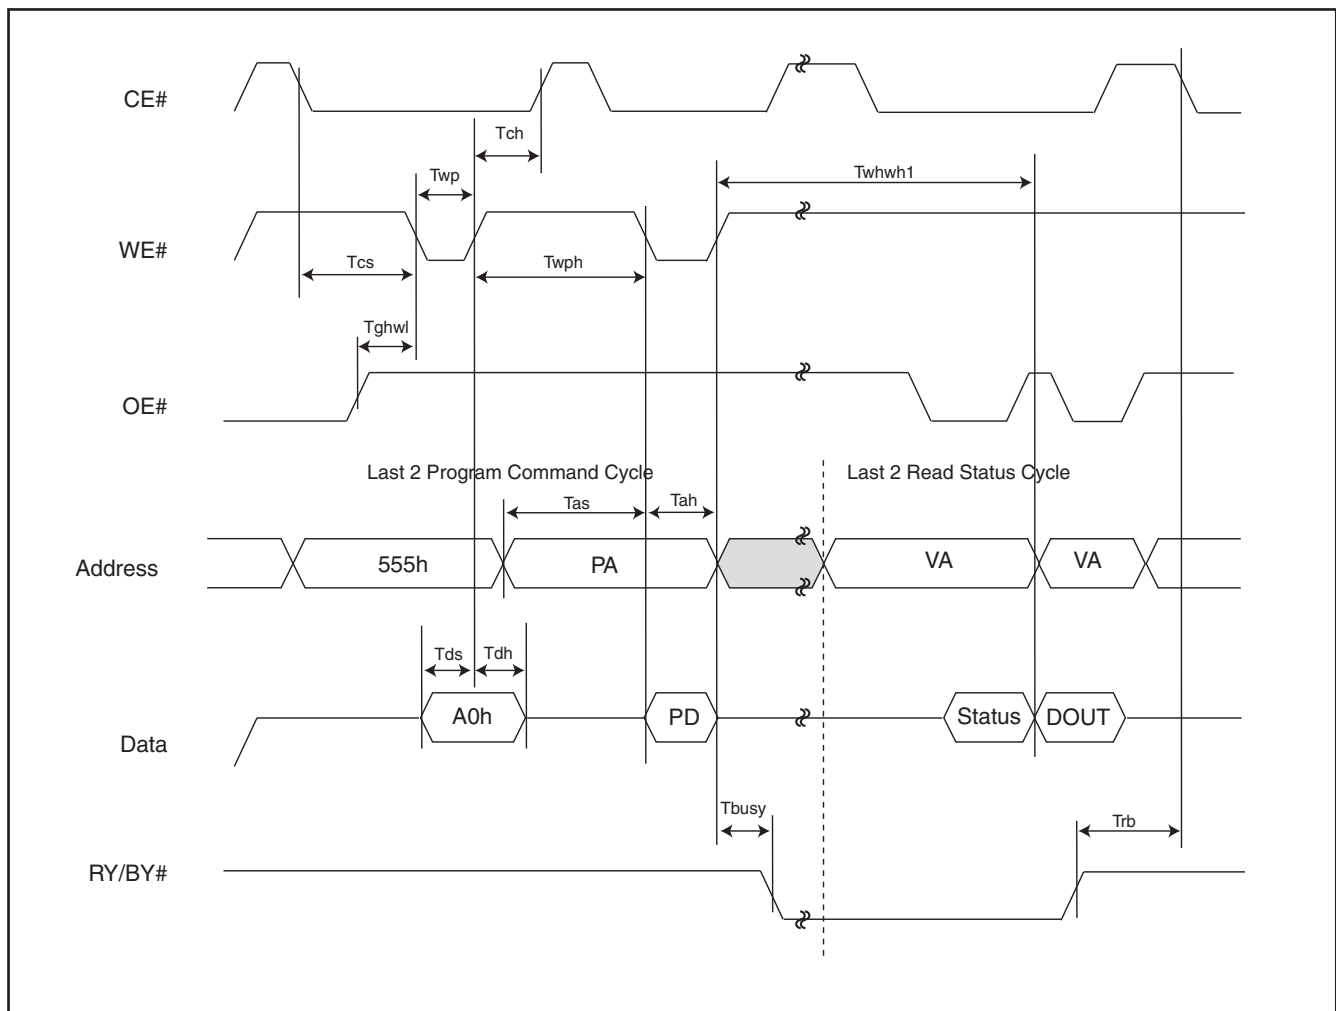 CE#
Tch
Twp
Twhwh1
WE#
Tcs
Twph
Tghwl
OE#
Last 2 Program Command Cycle
Last 2 Read Status Cycle
Tas
Tah
Address
555h
PA
VA
VA
Tds
Tdh
Data
A0h
PD
Status
DOUT
Tbusy
Trb
RY/BY#